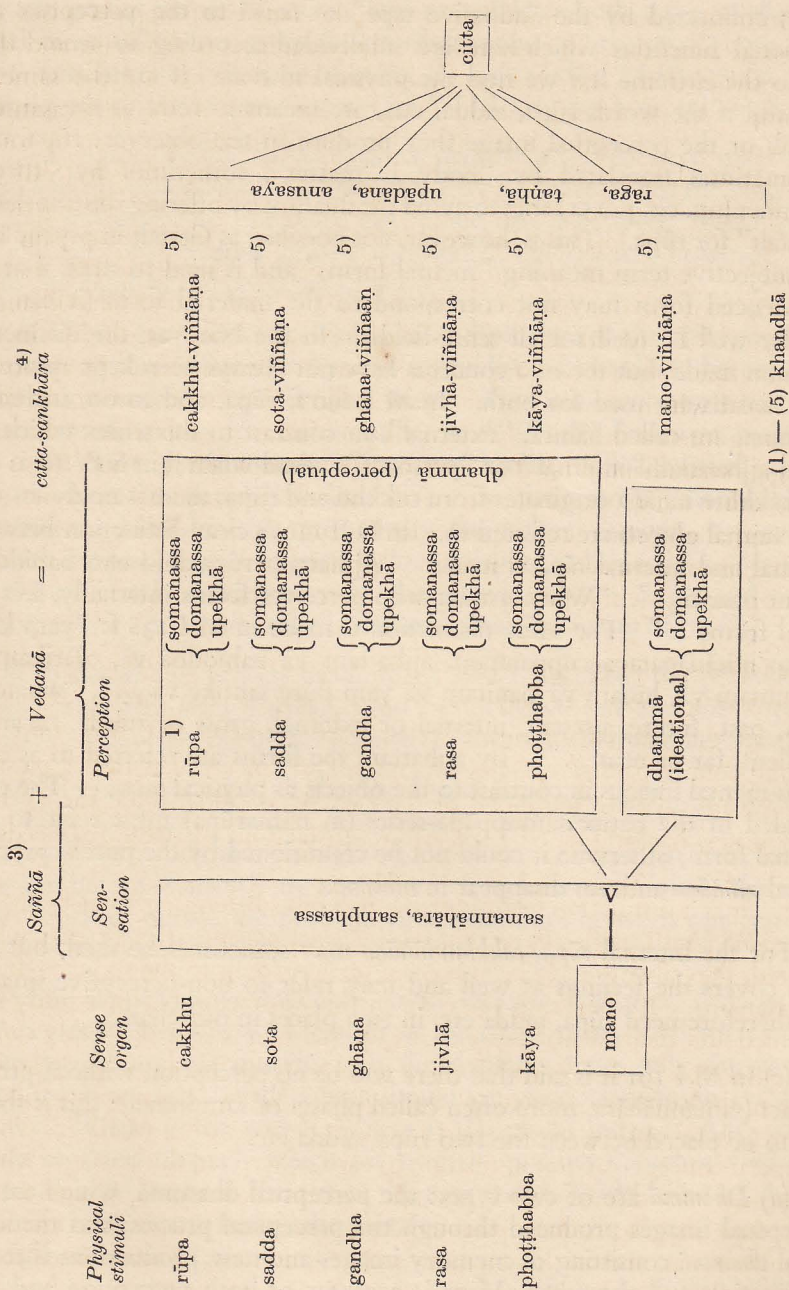 3) 4)
Saññā + Vedanā = citta-sankhāra
Physical stimuli
Sense organ
Sen-
sation
Perception
1)
rūpa cakkhu rūpa somanassa domanassa upekhā cakkhu-viññāṇa 5)
sadda sota sadda somanassa domanassa upekhā sota-viññāṇa 5)
gandha ghāna gandha somanassa domanassa upekhā ghāna-viññaāṇ 5)
rasa jivhā rasa somanassa domanassa upekhā jivhā-viññāṇa 5)
phoṭṭhabba kāya phoṭṭhabba somanassa domanassa upekhā kāya-viññāṇa 5)
mano dhammā (ideational) somanassa domanassa upekhā mano-viññāṇa 5)
samannāhāra, samphassa
dhammā (perceptual)
rāga, taṇhā, upādāna, anusaya
citta
(1) — (5) khandhā